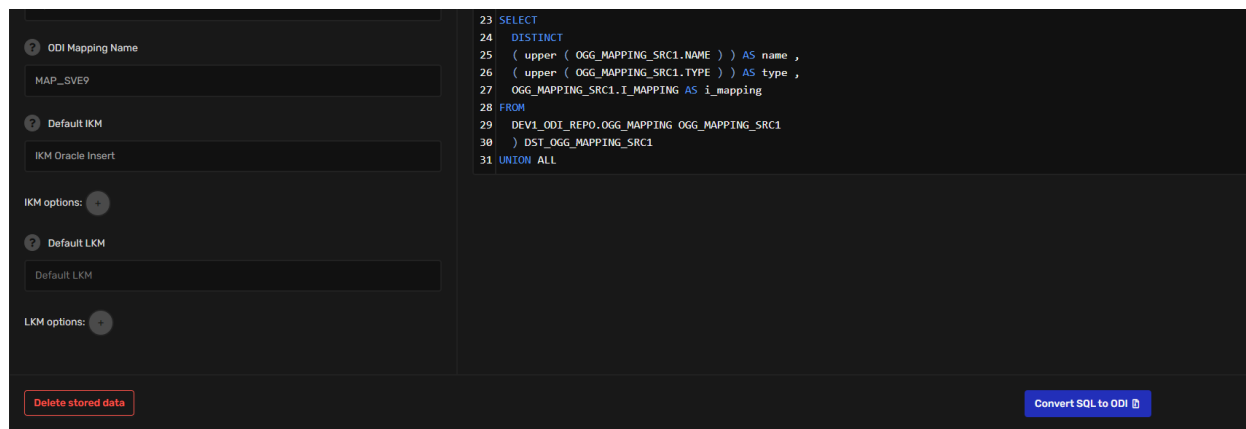 ODI Mapping Name
MAP_SVE9
Default IKM
IKM Oracle Insert
IKM options: +
Default LKM
Default LKM
LKM options: +
23 SELECT
24 DISTINCT
25 ( upper ( OGG_MAPPING_SRC1.NAME ) ) AS name ,
26 ( upper ( OGG_MAPPING_SRC1.TYPE ) ) AS type ,
27 OGG_MAPPING_SRC1.I_MAPPING AS i_mapping
28 FROM
29 DEV1_ODI_REPO.OGG_MAPPING OGG_MAPPING_SRC1
30 ) DST_OGG_MAPPING_SRC1
31 UNION ALL
Delete stored data
Convert SQL to ODI